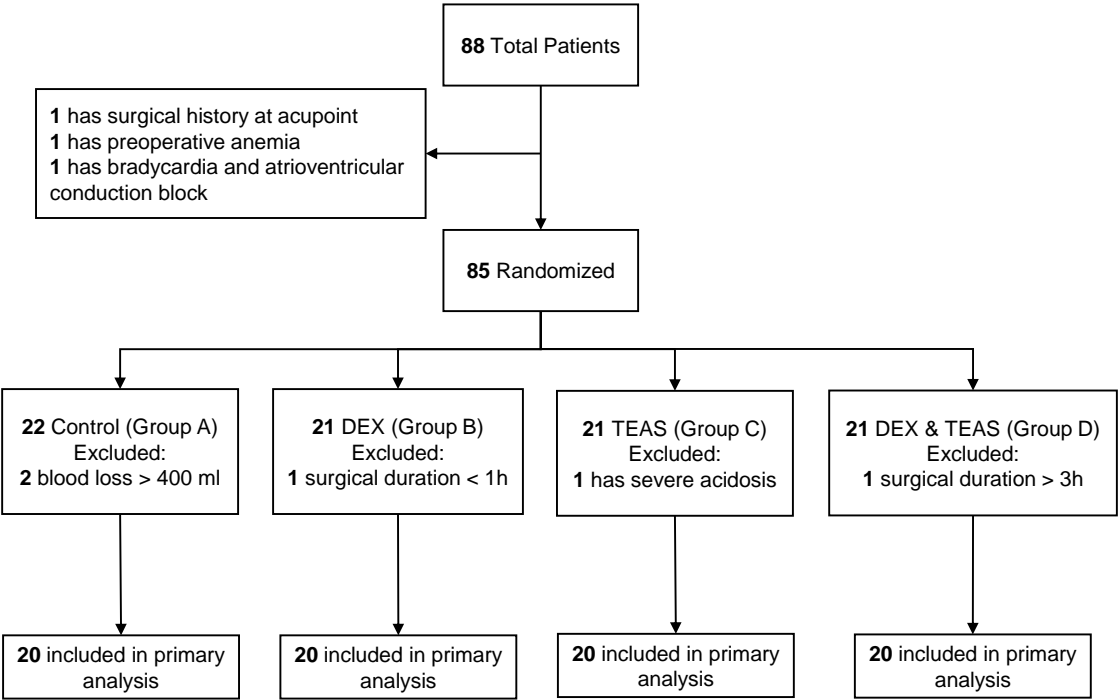 88 Total Patients
1 has surgical history at acupoint
1 has preoperative anemia
1 has bradycardia and atrioventricular
conduction block
85 Randomized
22 Control (Group A)
Excluded:
2 blood loss > 400 ml
21 DEX (Group B)
Excluded:
1 surgical duration < 1h
21 TEAS (Group C)
Excluded:
1 has severe acidosis
21 DEX & TEAS (Group D)
Excluded:
1 surgical duration > 3h
20 included in primary
analysis
20 included in primary
analysis
20 included in primary
analysis
20 included in primary
analysis